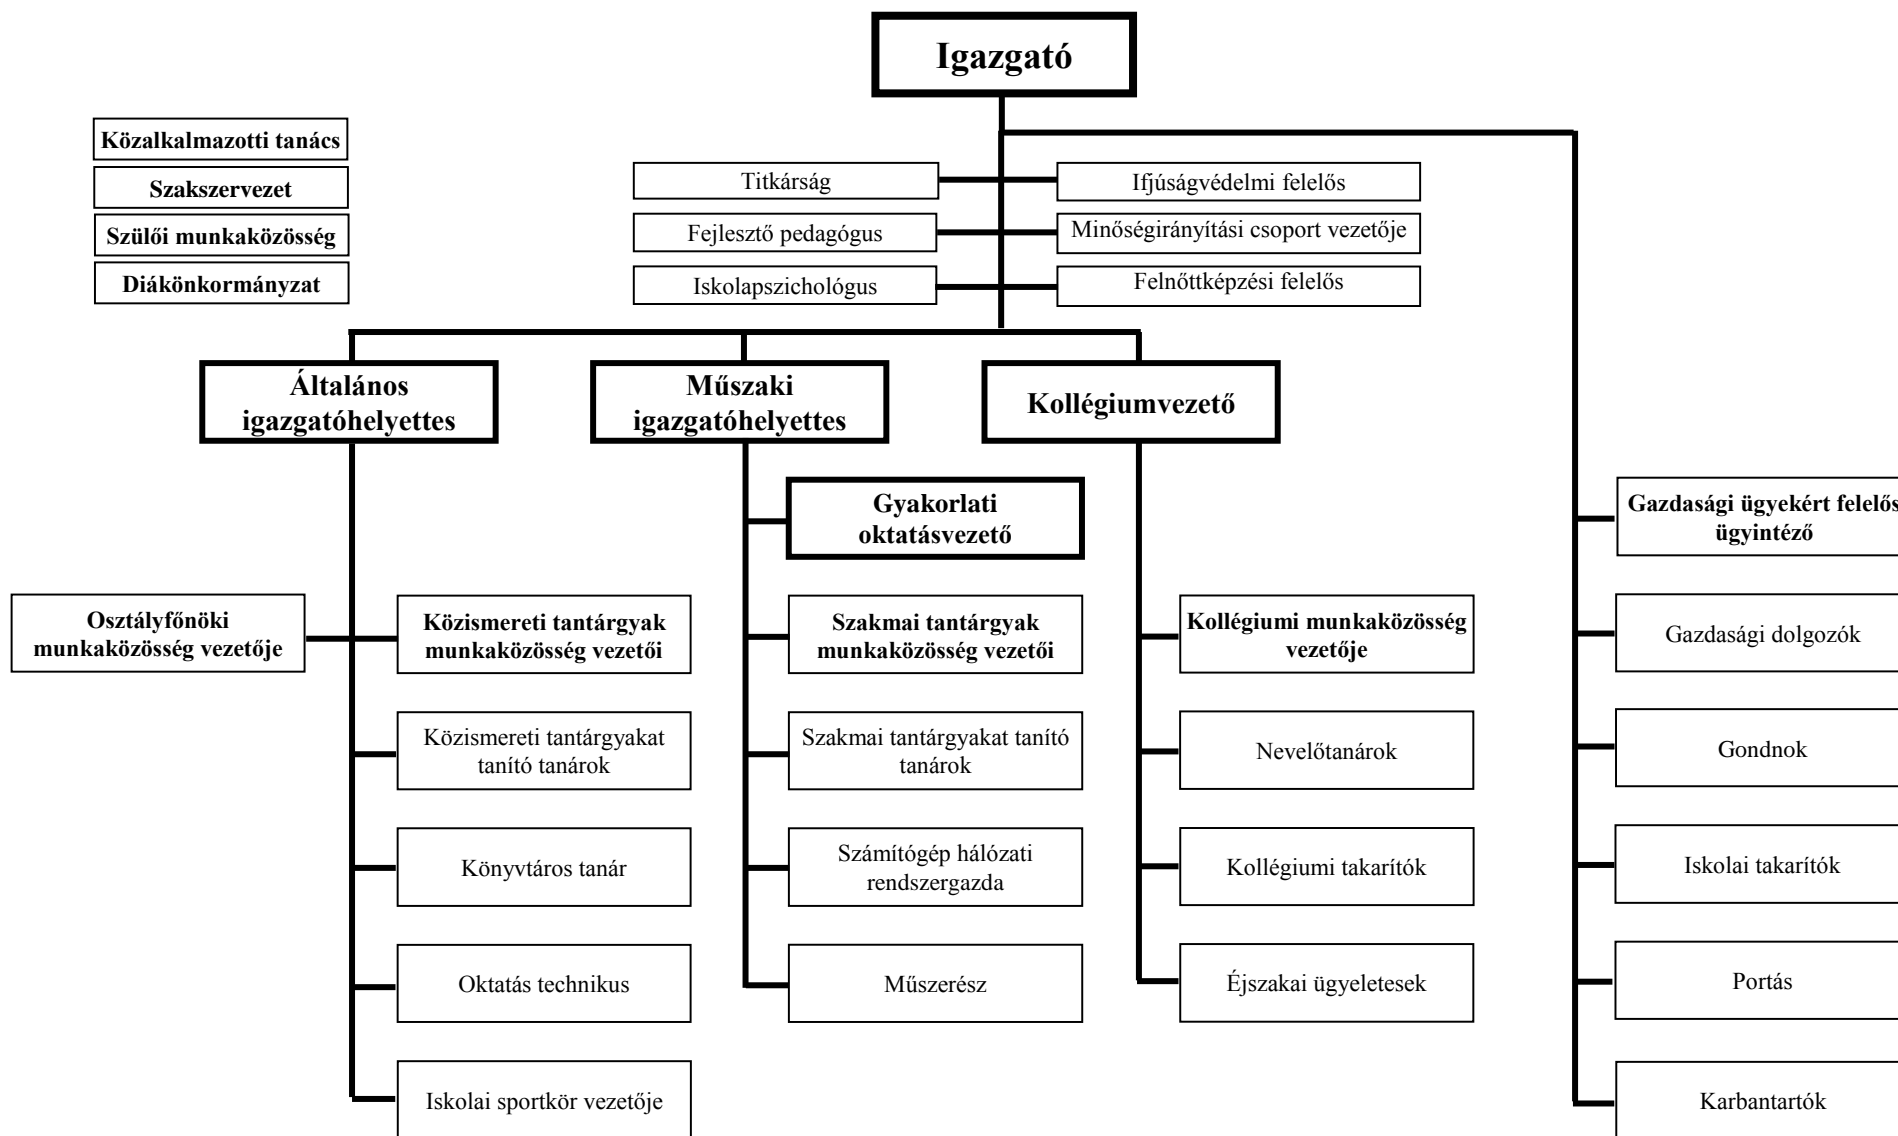 Igazgató
Közalkalmazotti tanács
Szakszervezet
Szülői munkaközösség
Diákönkormányzat
Titkárság
Ifjúságvédelmi felelős
Fejlesztő pedagógus
Minőségirányítási csoport vezetője
Iskolapszichológus
Felnőttképzési felelős
Általános
igazgatóhelyettes
Műszaki
igazgatóhelyettes
Kollégiumvezető
Gyakorlati
oktatásvezető
Gazdasági ügyekért felelős
ügyintéző
Osztályfőnöki
munkaközösség vezetője
Közismereti tantárgyak
munkaközösség vezetői
Szakmai tantárgyak
munkaközösség vezetői
Kollégiumi munkaközösség
vezetője
Gazdasági dolgozók
Közismereti tantárgyakat
tanító tanárok
Szakmai tantárgyakat tanító
tanárok
Nevelőtanárok
Gondnok
Könyvtáros tanár
Számítógép hálózati
rendszergazda
Kollégiumi takarítók
Iskolai takarítók
Oktatás technikus
Műszerész
Éjszakai ügyeletesek
Portás
Iskolai sportkör vezetője
Karbantartók